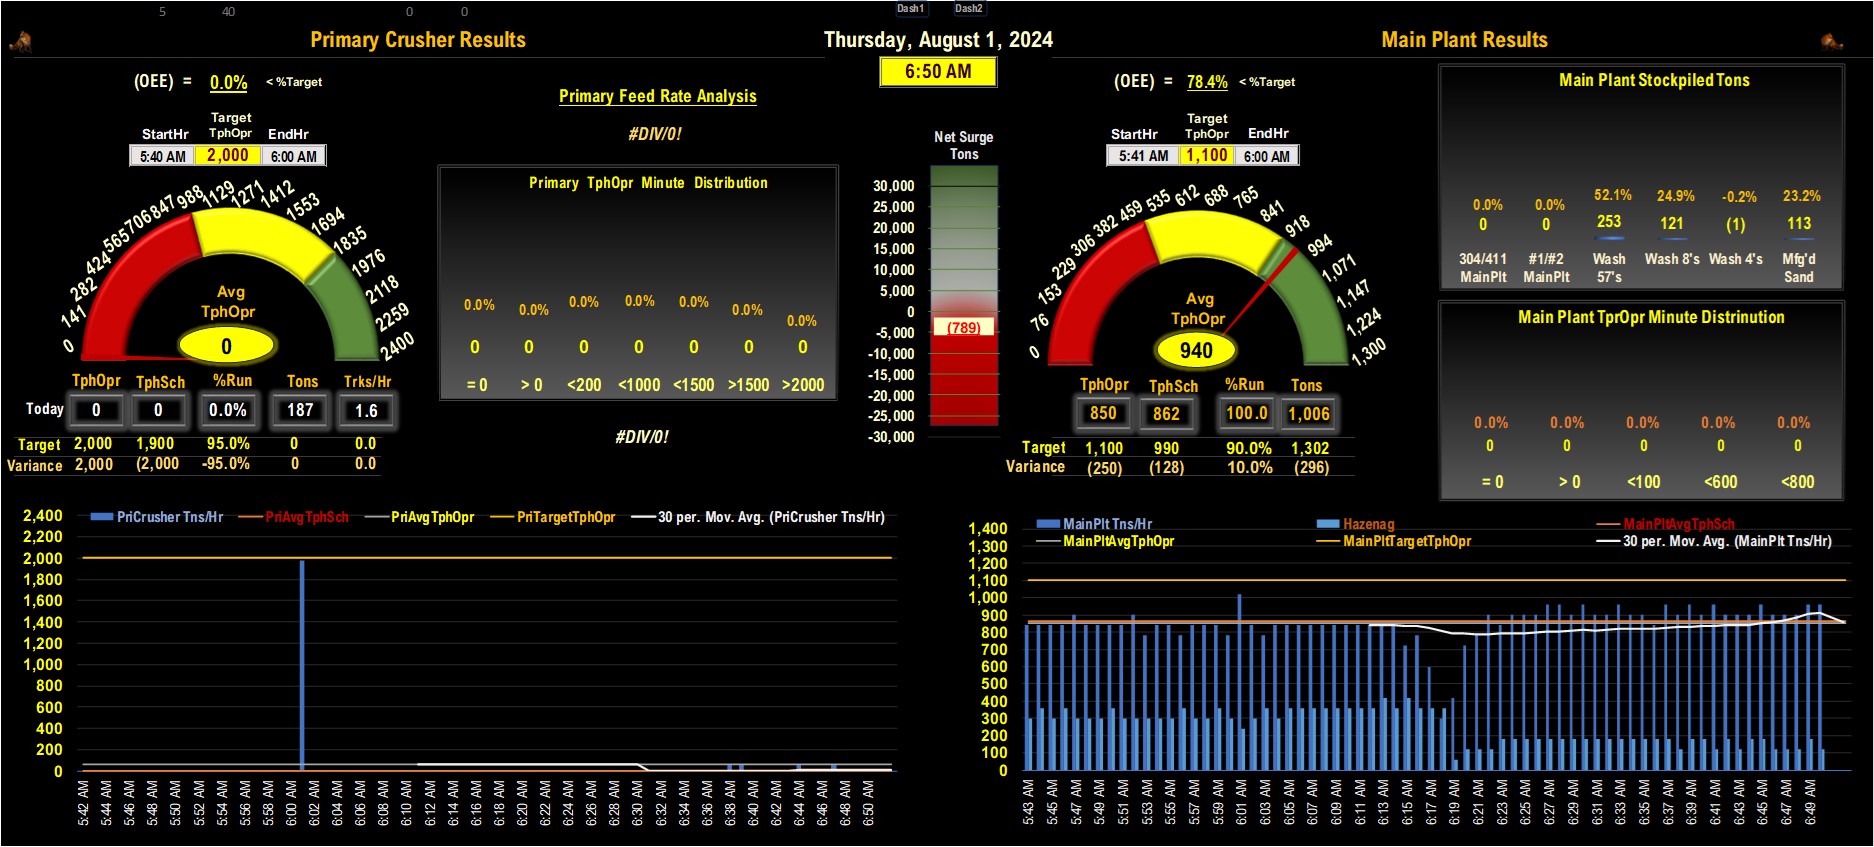 5 40 0 0 Dash1 Dash2
Primary Crusher Results
Thursday, August 1, 2024
Main Plant Results
6:50 AM
(OEE) = 0.0% < %Target
Target
StartHr TphOpr EndHr
5:40 AM 2,000 6:00 AM
0 141 282 424 565 706 847 988 1129 1271 1412 1553 1694 1835 1976 2118 2259 2400
Avg
TphOpr
0
TphOpr TphSch %Run Tons Trks/Hr
Today 0 0 0.0% 187 1.6
Target 2,000 1,900 95.0% 0 0.0
Variance 2,000 (2,000 -95.0% 0 0.0
Primary Feed Rate Analysis
#DIV/0!
Primary TphOpr Minute Distribution
0.0% 0.0% 0.0% 0.0% 0.0% 0.0% 0.0%
0 0 0 0 0 0 0
= 0 > 0 <200 <1000 <1500 >1500 >2000
#DIV/0!
Net Surge
Tons
30,000
25,000
20,000
15,000
10,000
5,000
0
-5,000
-10,000
-15,000
-20,000
-25,000
-30,000
(789)
(OEE) = 78.4% < %Target
Target
StartHr TphOpr EndHr
5:41 AM 1,100 6:00 AM
0 76 153 229 306 382 459 535 612 688 765 841 918 994 1,071 1,147 1,224 1,300
Avg
TphOpr
940
TphOpr TphSch %Run Tons
850 862 100.0 1,006
Target 1,100 990 90.0% 1,302
Variance (250) (128) 10.0% (296)
Main Plant Stockpiled Tons
0.0% 0.0% 52.1% 24.9% -0.2% 23.2%
0 0 253 121 (1) 113
304/411 #1/#2 Wash Wash 8's Wash 4's Mfg'd
MainPlt MainPlt 57's Sand
Main Plant TprOpr Minute Distrinution
0.0% 0.0% 0.0% 0.0% 0.0%
0 0 0 0 0
= 0 > 0 <100 <600 <800
PriCrusher Tns/Hr PriAvgTphSch PriAvgTphOpr PriTargetTphOpr 30 per. Mov. Avg. (PriCrusher Tns/Hr)
2,400
2,200
2,000
1,800
1,600
1,400
1,200
1,000
800
600
400
200
0
5:42 AM 5:44 AM 5:46 AM 5:48 AM 5:50 AM 5:52 AM 5:54 AM 5:56 AM 5:58 AM 6:00 AM 6:02 AM 6:04 AM 6:06 AM 6:08 AM 6:10 AM 6:12 AM 6:14 AM 6:16 AM 6:18 AM 6:20 AM 6:22 AM 6:24 AM 6:26 AM 6:28 AM 6:30 AM 6:32 AM 6:34 AM 6:36 AM 6:38 AM 6:40 AM 6:42 AM 6:44 AM 6:46 AM 6:48 AM 6:50 AM
MainPlt Tns/Hr Hazenag MainPltAvgTphSch
MainPltAvgTphOpr MainPltTargetTphOpr 30 per. Mov. Avg. (MainPlt Tns/Hr)
1,400
1,300
1,200
1,100
1,000
900
800
700
600
500
400
300
200
100
0
5:43 AM 5:45 AM 5:47 AM 5:49 AM 5:51 AM 5:53 AM 5:55 AM 5:57 AM 5:59 AM 6:01 AM 6:03 AM 6:05 AM 6:07 AM 6:09 AM 6:11 AM 6:13 AM 6:15 AM 6:17 AM 6:19 AM 6:21 AM 6:23 AM 6:25 AM 6:27 AM 6:29 AM 6:31 AM 6:33 AM 6:35 AM 6:37 AM 6:39 AM 6:41 AM 6:43 AM 6:45 AM 6:47 AM 6:49 AM